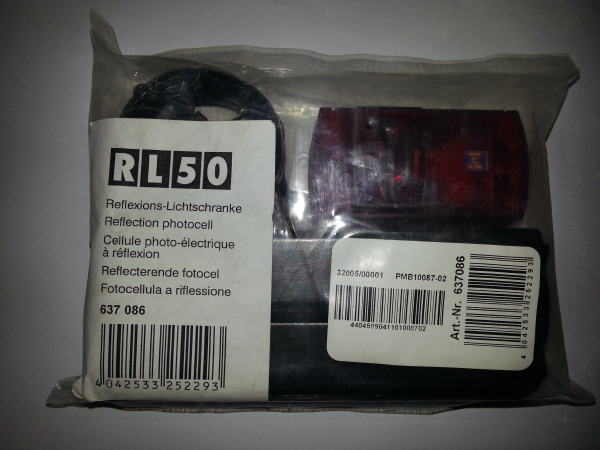 RL50
Reflexions-Lichtschranke
Reflection photocell
Cellule photo-électrique
à réflexion
Reflecterende fotocel
Fotocellula a riflessione
637 086
4 042533 252293
32005/00001 PMB10087-02
4404509041101008702
Art.-Nr. 637086
4 042533 252293